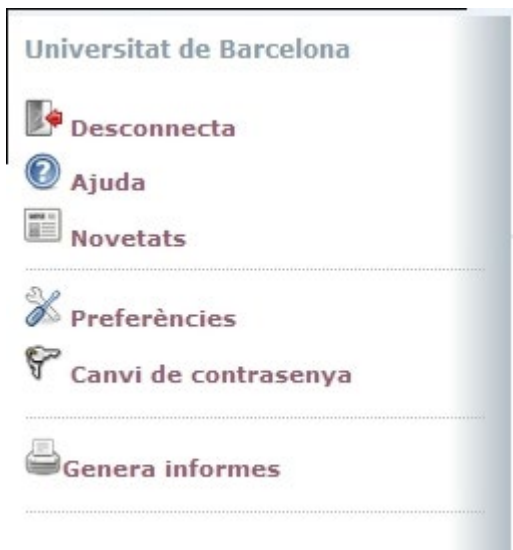 Universitat de Barcelona
Desconnecta
Ajuda
Novetats
Preferències
Canvi de contrasenya
Genera informes